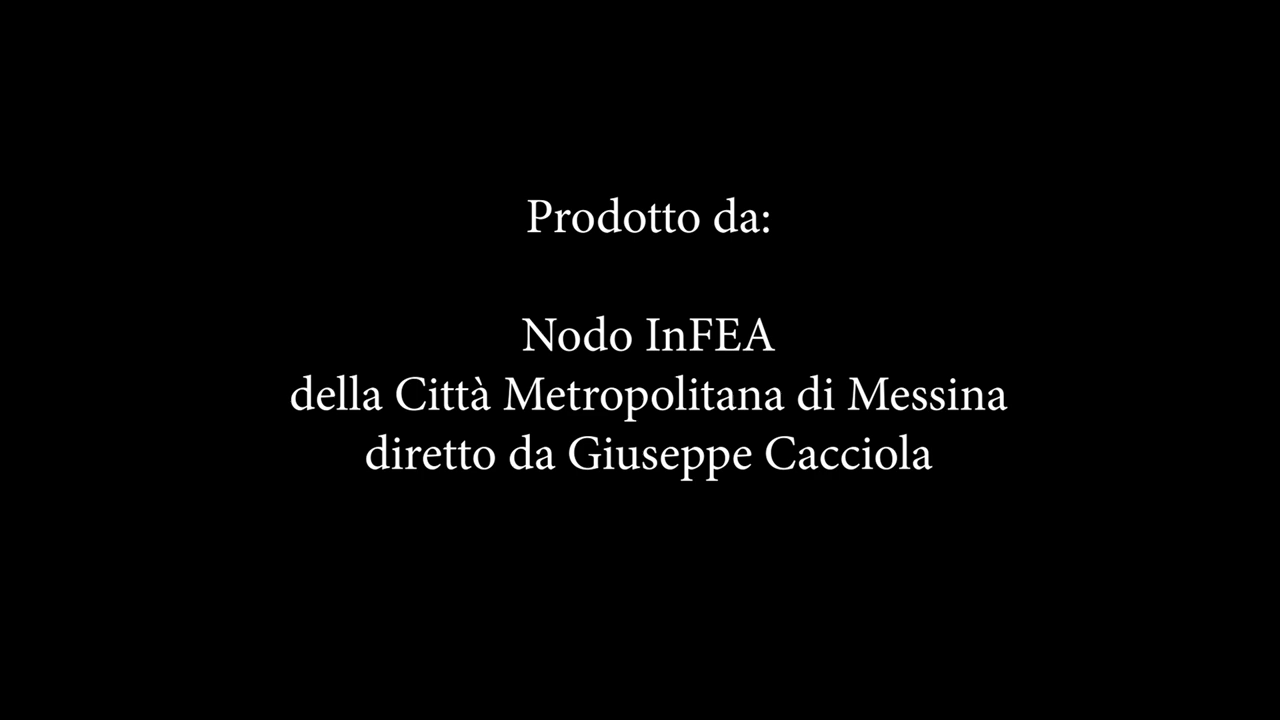 Prodotto da:
Nodo InFEA
della Città Metropolitana di Messina
diretto da Giuseppe Cacciola